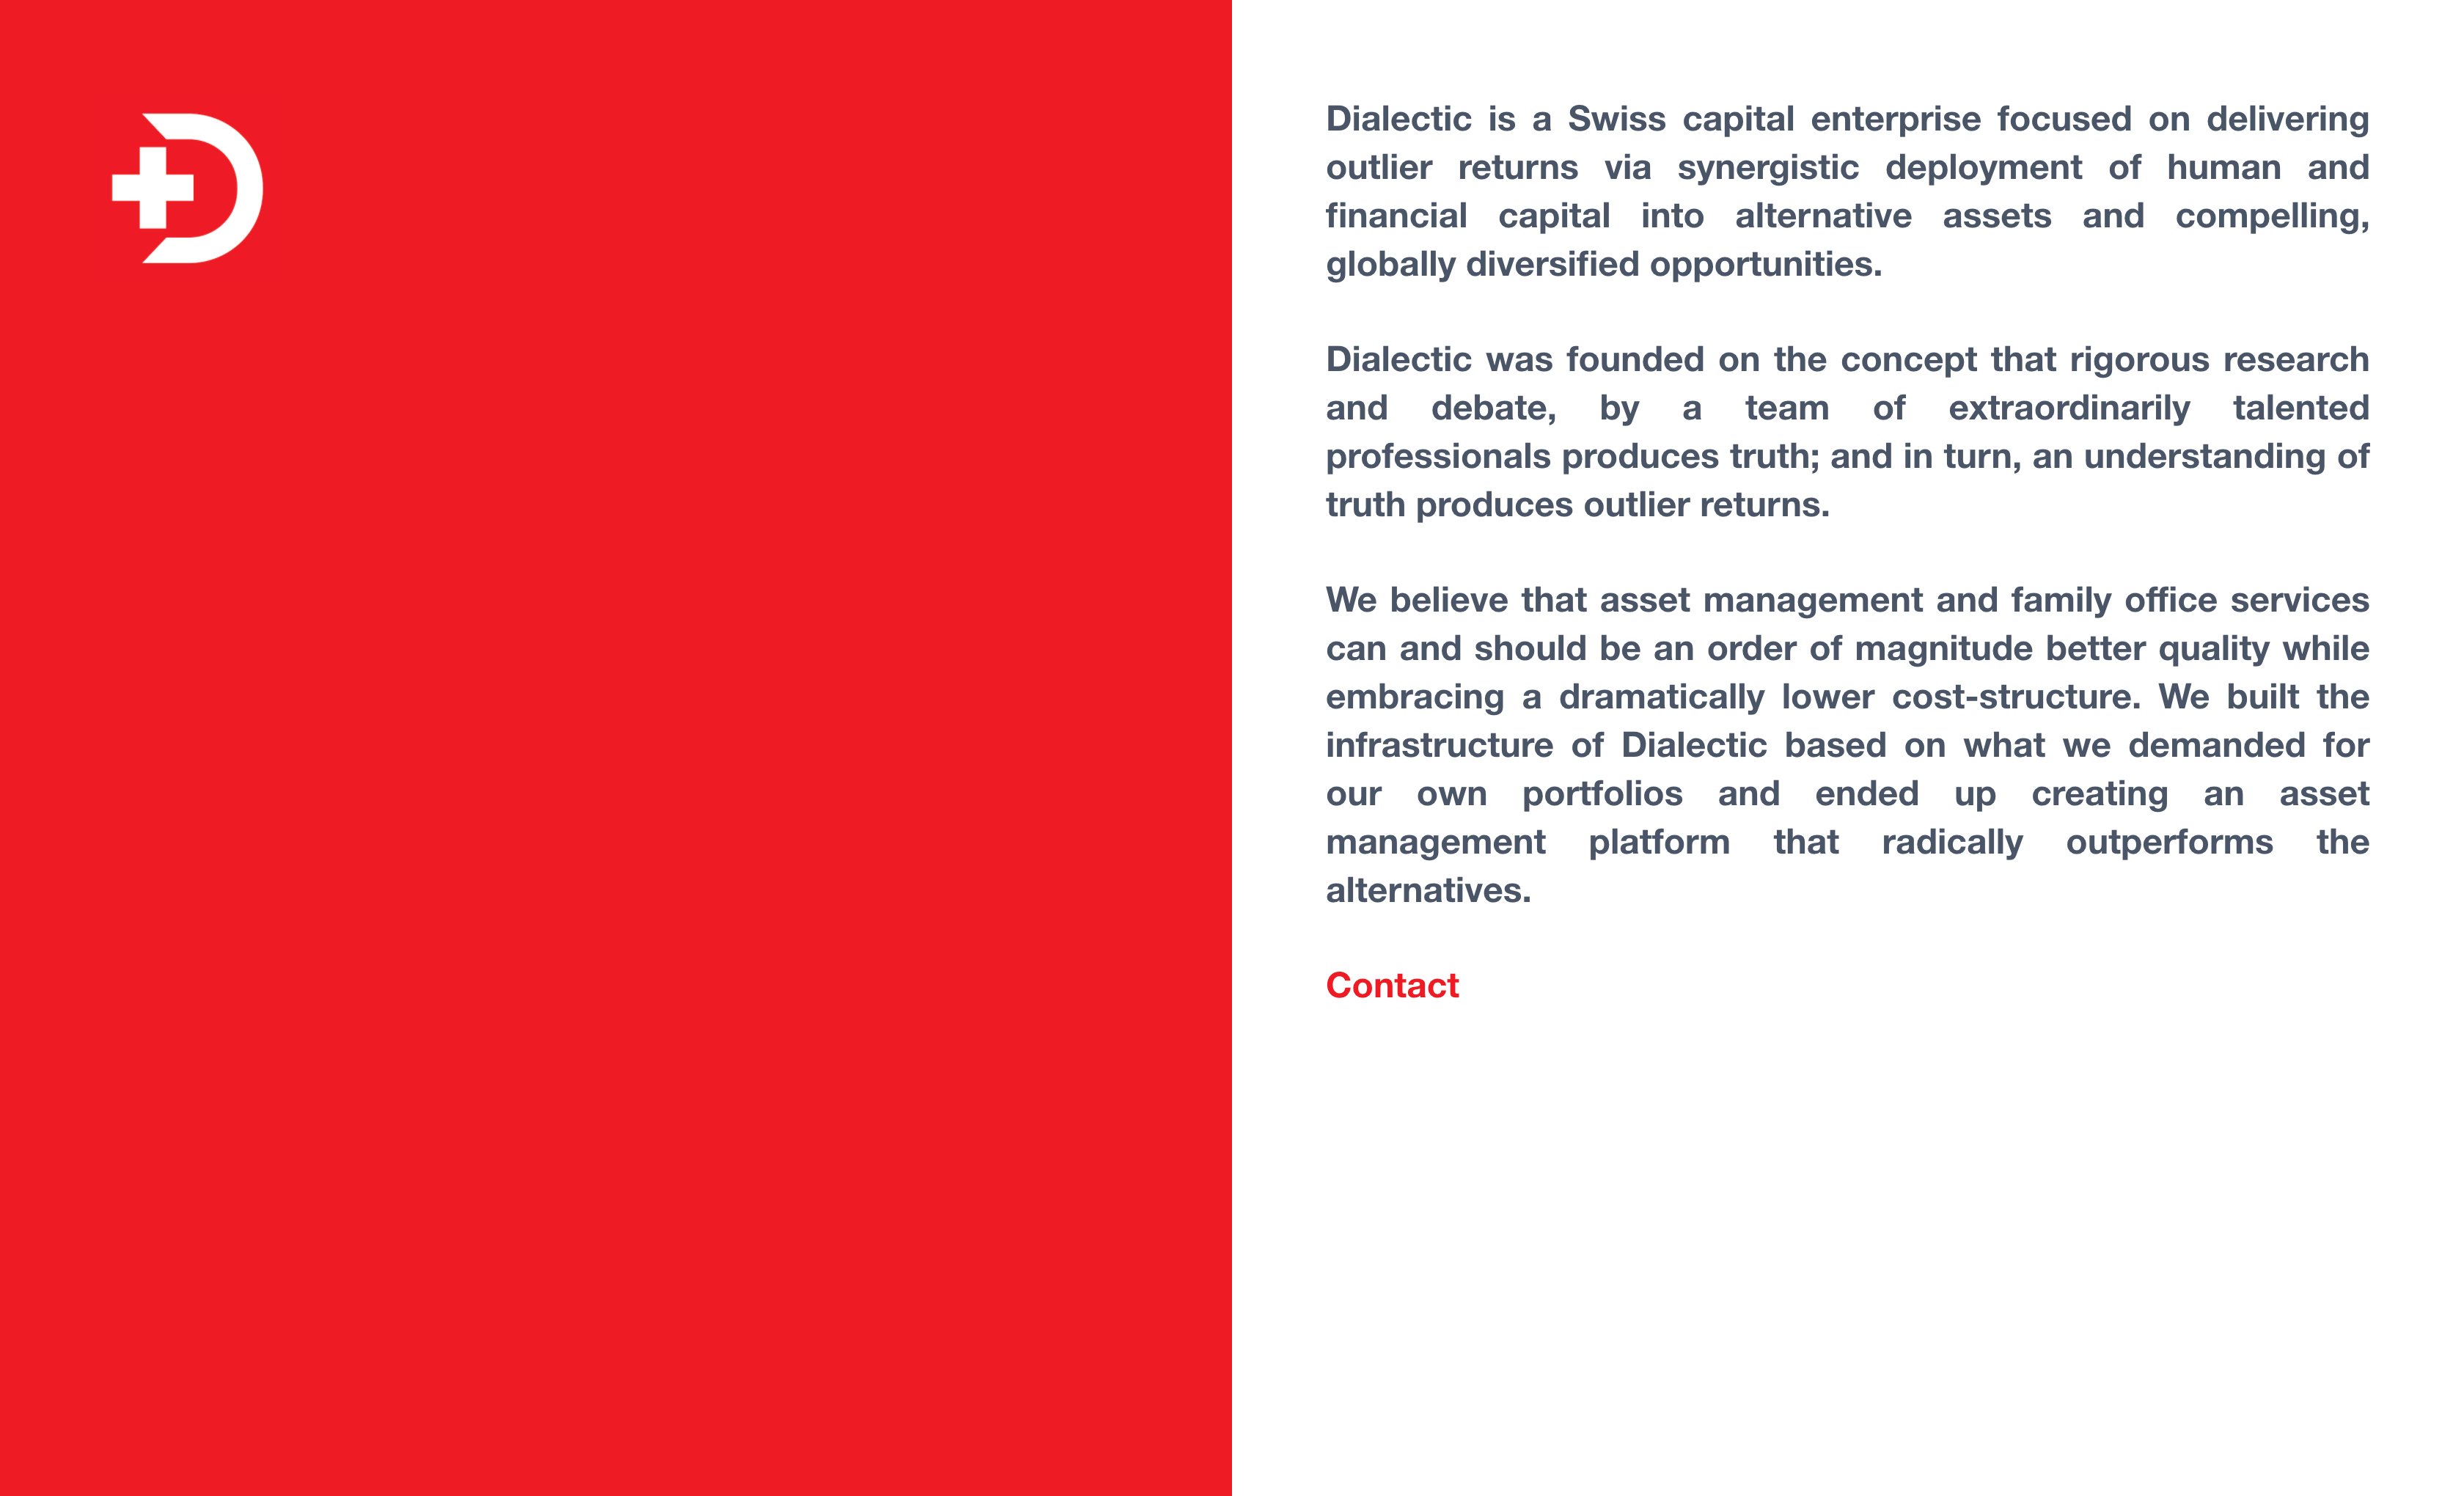 Dialectic is a Swiss capital enterprise focused on delivering
outlier returns via synergistic deployment of human and
financial capital into alternative assets and compelling,
globally diversified opportunities.
Dialectic was founded on the concept that rigorous research
and debate, by a team of extraordinarily talented
professionals produces truth; and in turn, an understanding of
truth produces outlier returns.
We believe that asset management and family office services
can and should be an order of magnitude better quality while
embracing a dramatically lower cost-structure. We built the
infrastructure of Dialectic based on what we demanded for
our own portfolios and ended up creating an asset
management platform that radically outperforms the
alternatives.
Contact